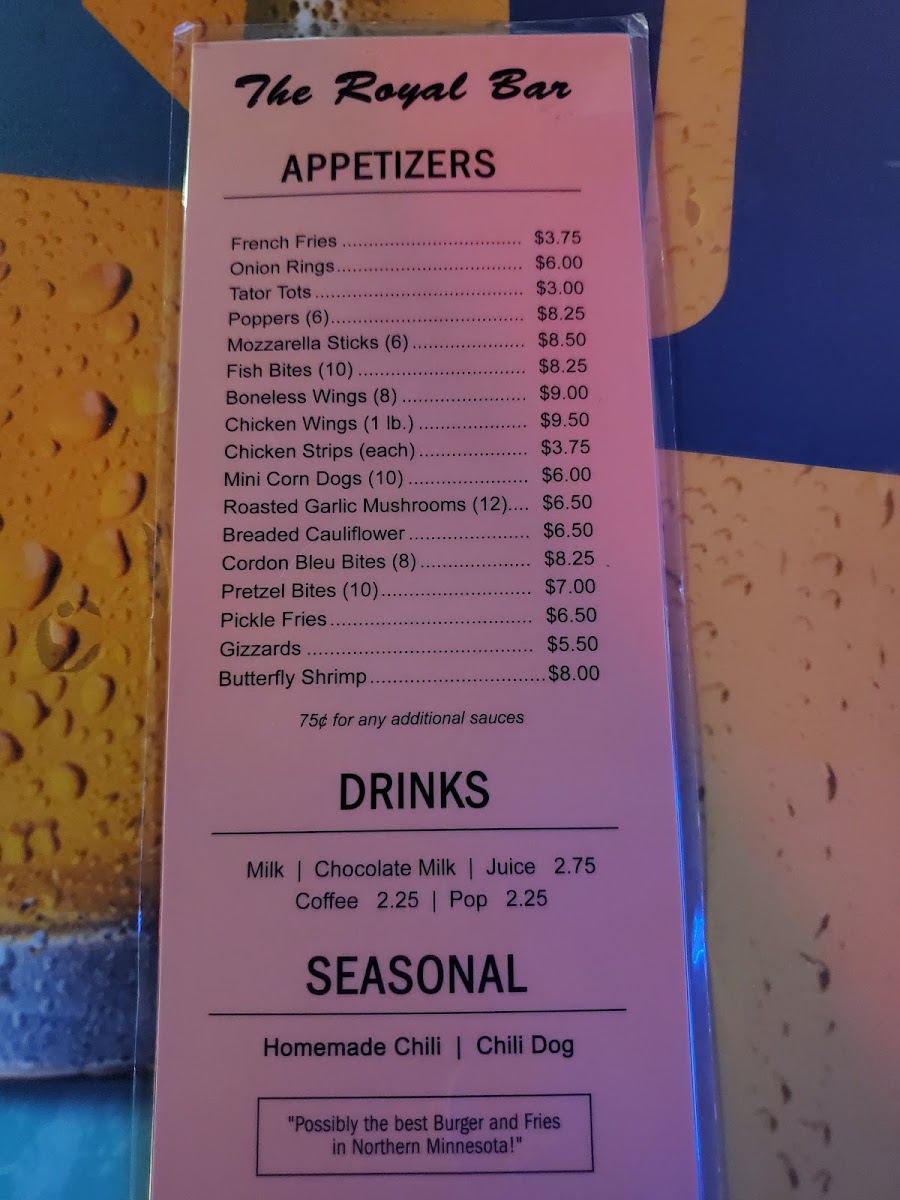 The Royal Bar
APPETIZERS
French Fries .................................. $3.75
Onion Rings................................... $6.00
Tator Tots....................................... $3.00
Poppers (6)..................................... $8.25
Mozzarella Sticks (6)..................... $8.50
Fish Bites (10) ................................ $8.25
Boneless Wings (8) ....................... $9.00
Chicken Wings (1 lb.) .................... $9.50
Chicken Strips (each).................... $3.75
Mini Corn Dogs (10) ...................... $6.00
Roasted Garlic Mushrooms (12).... $6.50
Breaded Cauliflower ...................... $6.50
Cordon Bleu Bites (8).................... $8.25
Pretzel Bites (10)........................... $7.00
Pickle Fries.................................... $6.50
Gizzards ........................................ $5.50
Butterfly Shrimp...............................$8.00
75¢ for any additional sauces
DRINKS
Milk | Chocolate Milk | Juice 2.75
Coffee 2.25 | Pop 2.25
SEASONAL
Homemade Chili | Chili Dog
"Possibly the best Burger and Fries
in Northern Minnesota!"